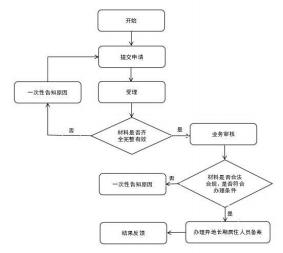 开始
提交申请
一次性告知原因
受理
材料是否齐
全完整有效
否
是
业务审核
材料是否合法
合规，是否符合
办理条件
否
一次性告知原因
是
结果反馈
办理异地长期居住人员备案